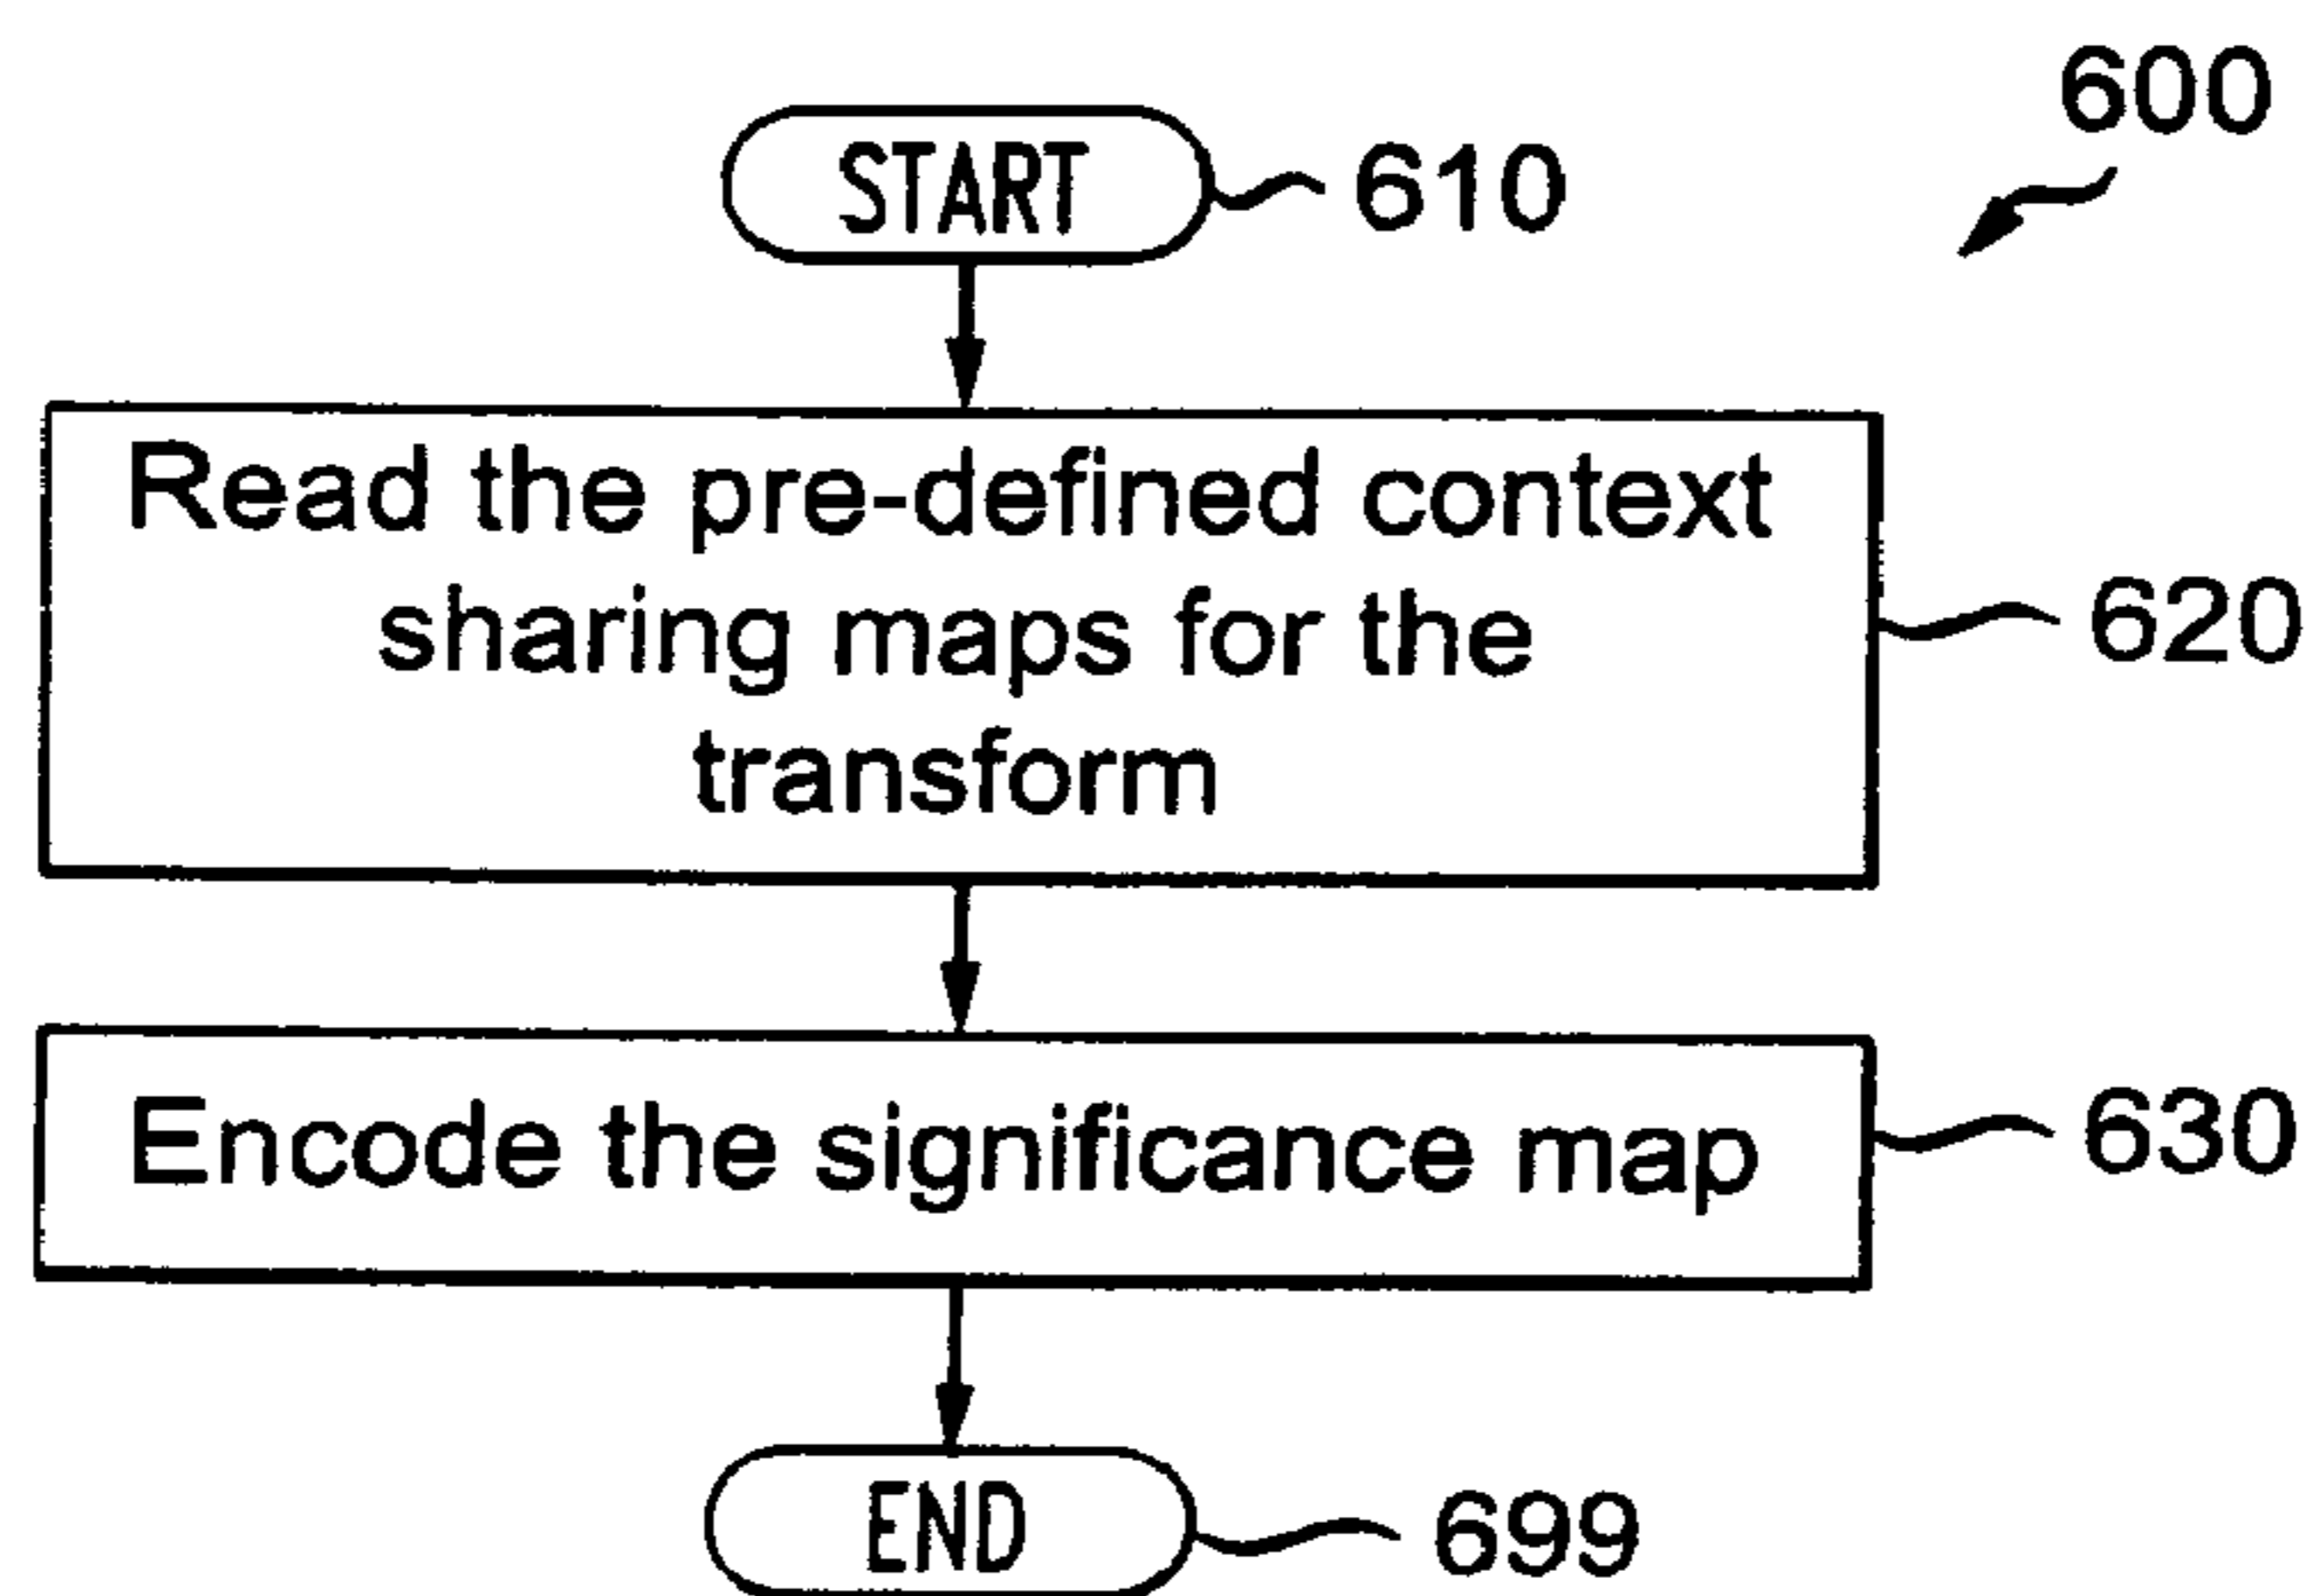 600
START 610
Read the pre-defined context
sharing maps for the
transform
620
Encode the significance map 630
END 699